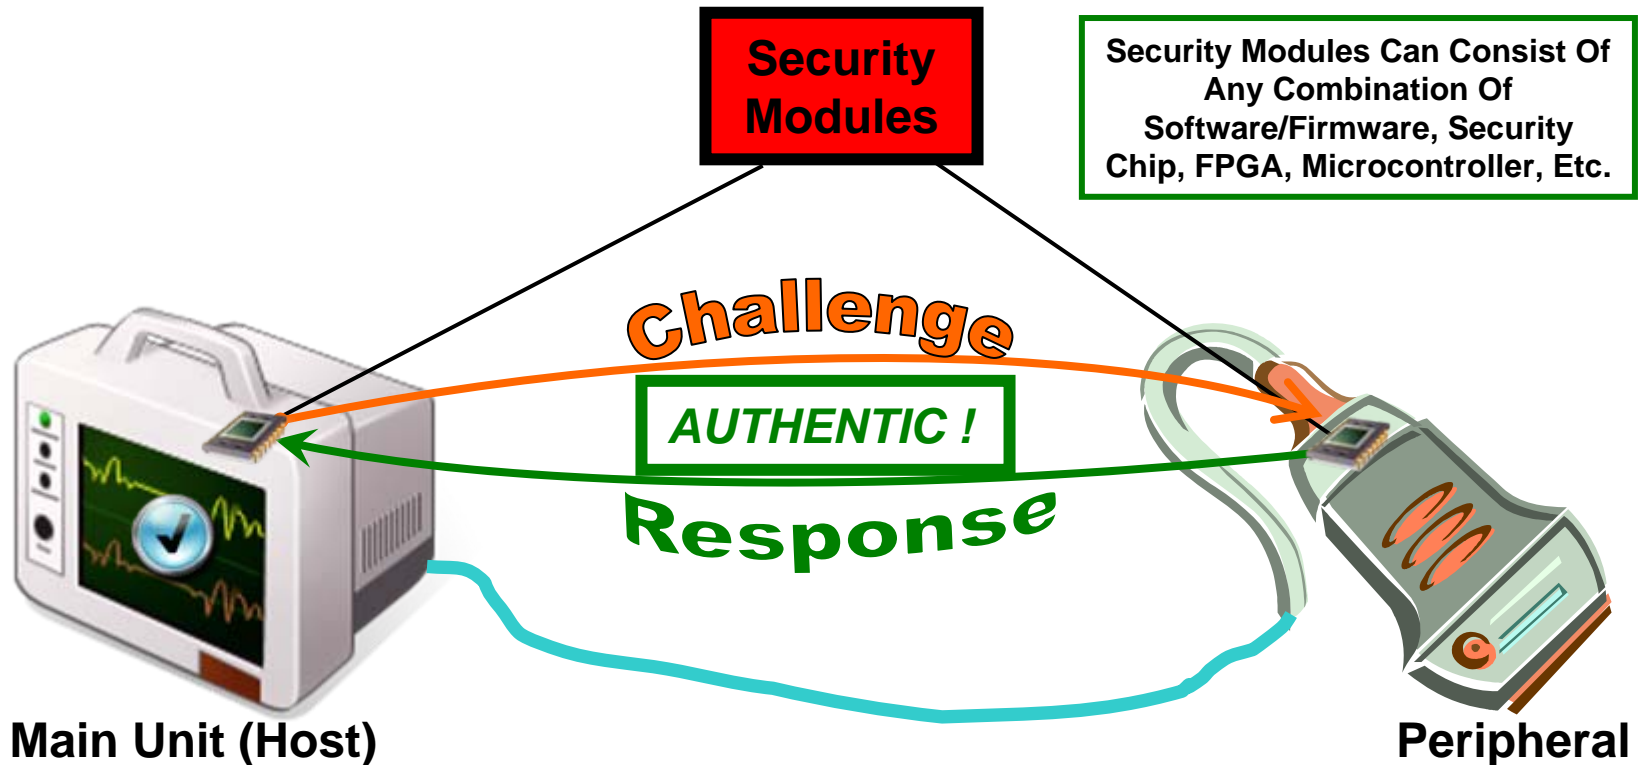 Security
Modules
Security Modules Can Consist Of
Any Combination Of
Software/Firmware, Security
Chip, FPGA, Microcontroller, Etc.
Challenge
AUTHENTIC !
Response
Main Unit (Host)
Peripheral